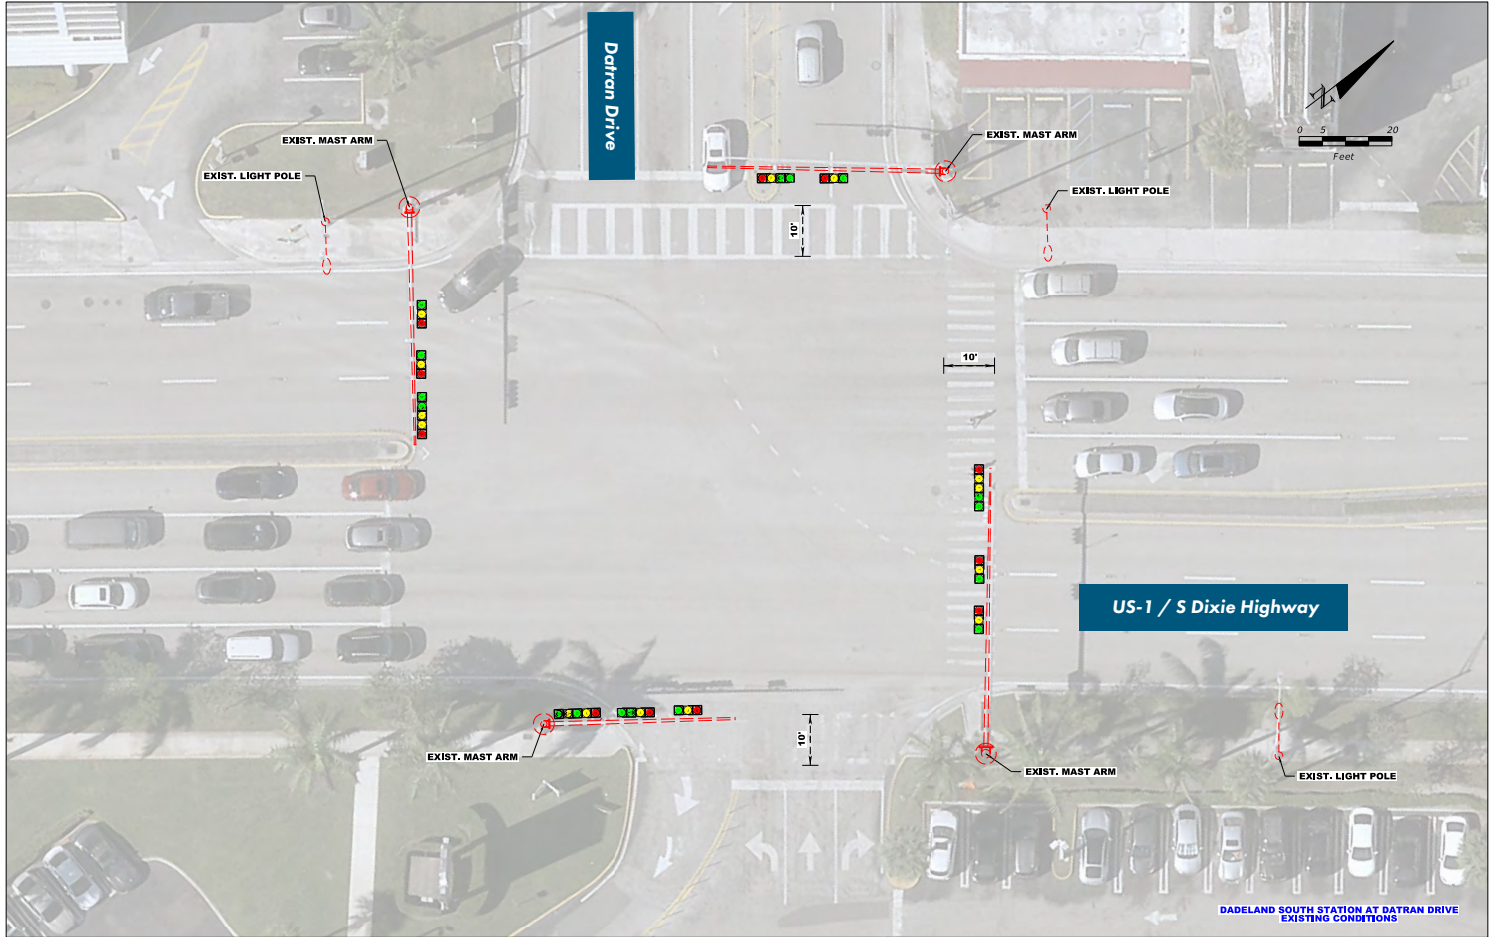 Datran Drive
EXIST. MAST ARM
EXIST. MAST ARM
0 5 20
Feet
EXIST. LIGHT POLE
EXIST. LIGHT POLE
10'
10'
US-1 / S Dixie Highway
10'
EXIST. MAST ARM
EXIST. MAST ARM
EXIST. LIGHT POLE
DADELAND SOUTH STATION AT DATRAN DRIVE
EXISTING CONDITIONS